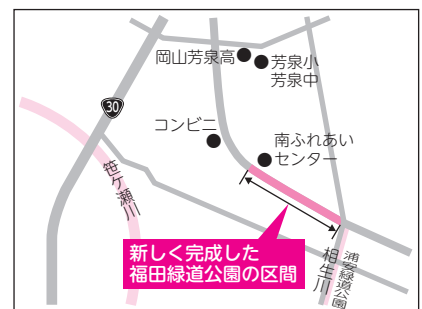 岡山芳泉高
芳泉小
芳泉中
30
コンビニ
南ふれあい
センター
笹ケ瀬川
新しく完成した
福田緑道公園の区間
相生川
浦安緑道公園